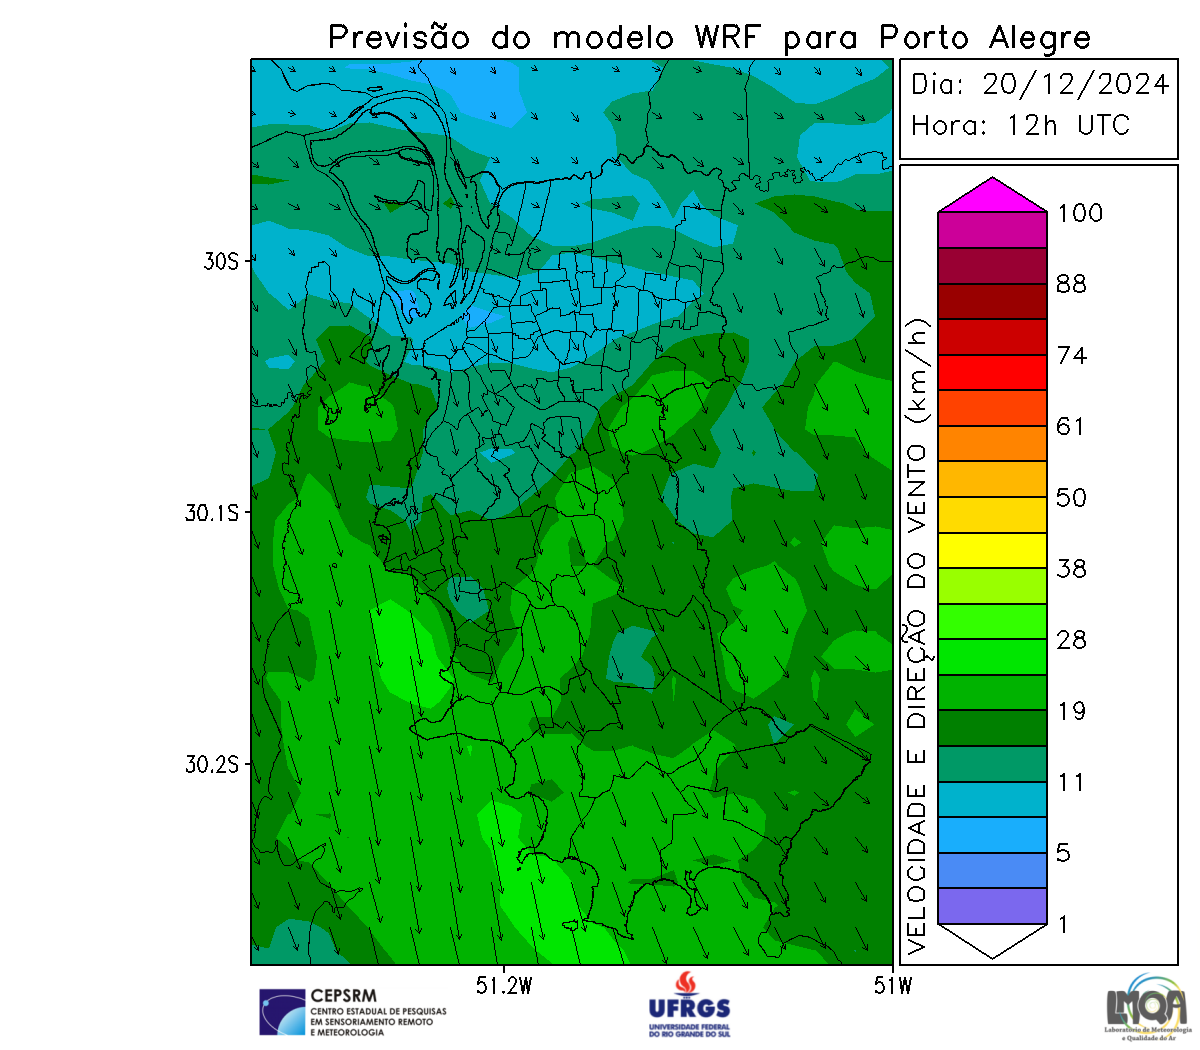 Previsão do modelo WRF para Porto Alegre
Dia: 20/12/2024
Hora: 12h UTC
30S
30.1S
30.2S
51.2W
51W
VELOCIDADE E DIREÇÃO DO VENTO (km/h)
100
88
74
61
50
38
28
19
11
5
1
CEPSRM
CENTRO ESTADUAL DE PESQUISAS
EM SENSORIAMENTO REMOTO
E METEOROLOGIA
UFRGS
UNIVERSIDADE FEDERAL
DO RIO GRANDE DO SUL
LMQA
Laboratório de Meteorologia
e Qualidade do Ar